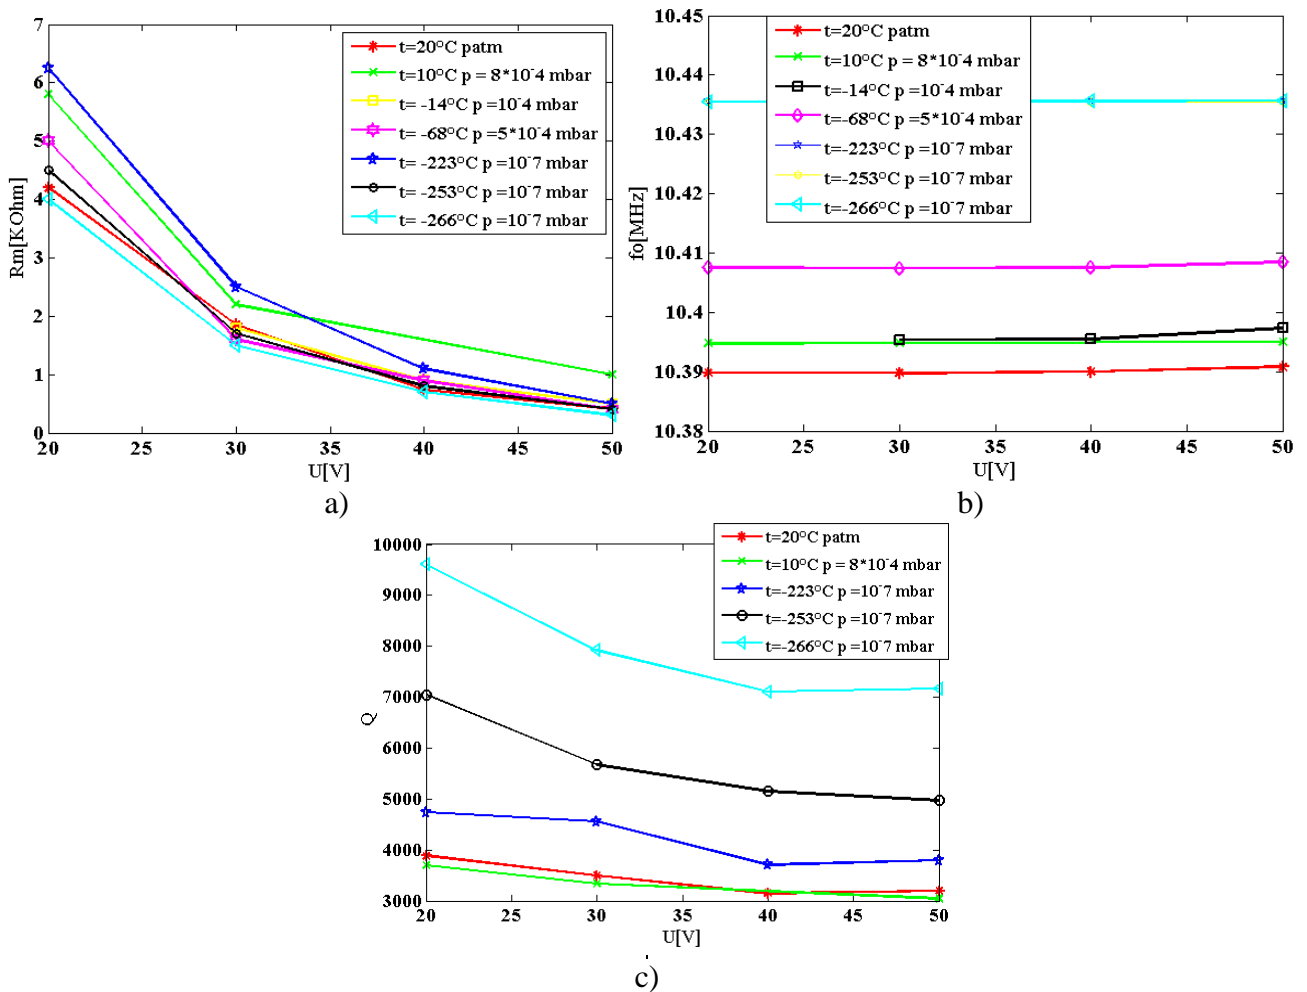 7
6
5
4
3
2
1
0
Rm[KOhm]
20 25 30 35 40 45 50
U[V]
t=20°C patm
t=10°C p = 8*10⁻4 mbar
t= -14°C p =10⁻4 mbar
t= -68°C p =5*10⁻4 mbar
t= -223°C p =10⁻7 mbar
t= -253°C p =10⁻7 mbar
t= -266°C p =10⁻7 mbar
a)
10.45
10.44
10.43
10.42
10.41
10.4
10.39
10.38
fo[MHz]
20 25 30 35 40 45 50
U[V]
t=20°C patm
t=10°C p = 8*10⁻4 mbar
t=-14°C p =10⁻4 mbar
t=-68°C p =5*10⁻4 mbar
t=-223°C p =10⁻7 mbar
t=-253°C p =10⁻7 mbar
t=-266°C p =10⁻7 mbar
b)
10000
9000
8000
7000
6000
5000
4000
3000
Q
20 25 30 35 40 45 50
U[V]
t=20°C patm
t=10°C p = 8*10⁻4 mbar
t=-223°C p =10⁻7 mbar
t=-253°C p =10⁻7 mbar
t=-266°C p =10⁻7 mbar
c)